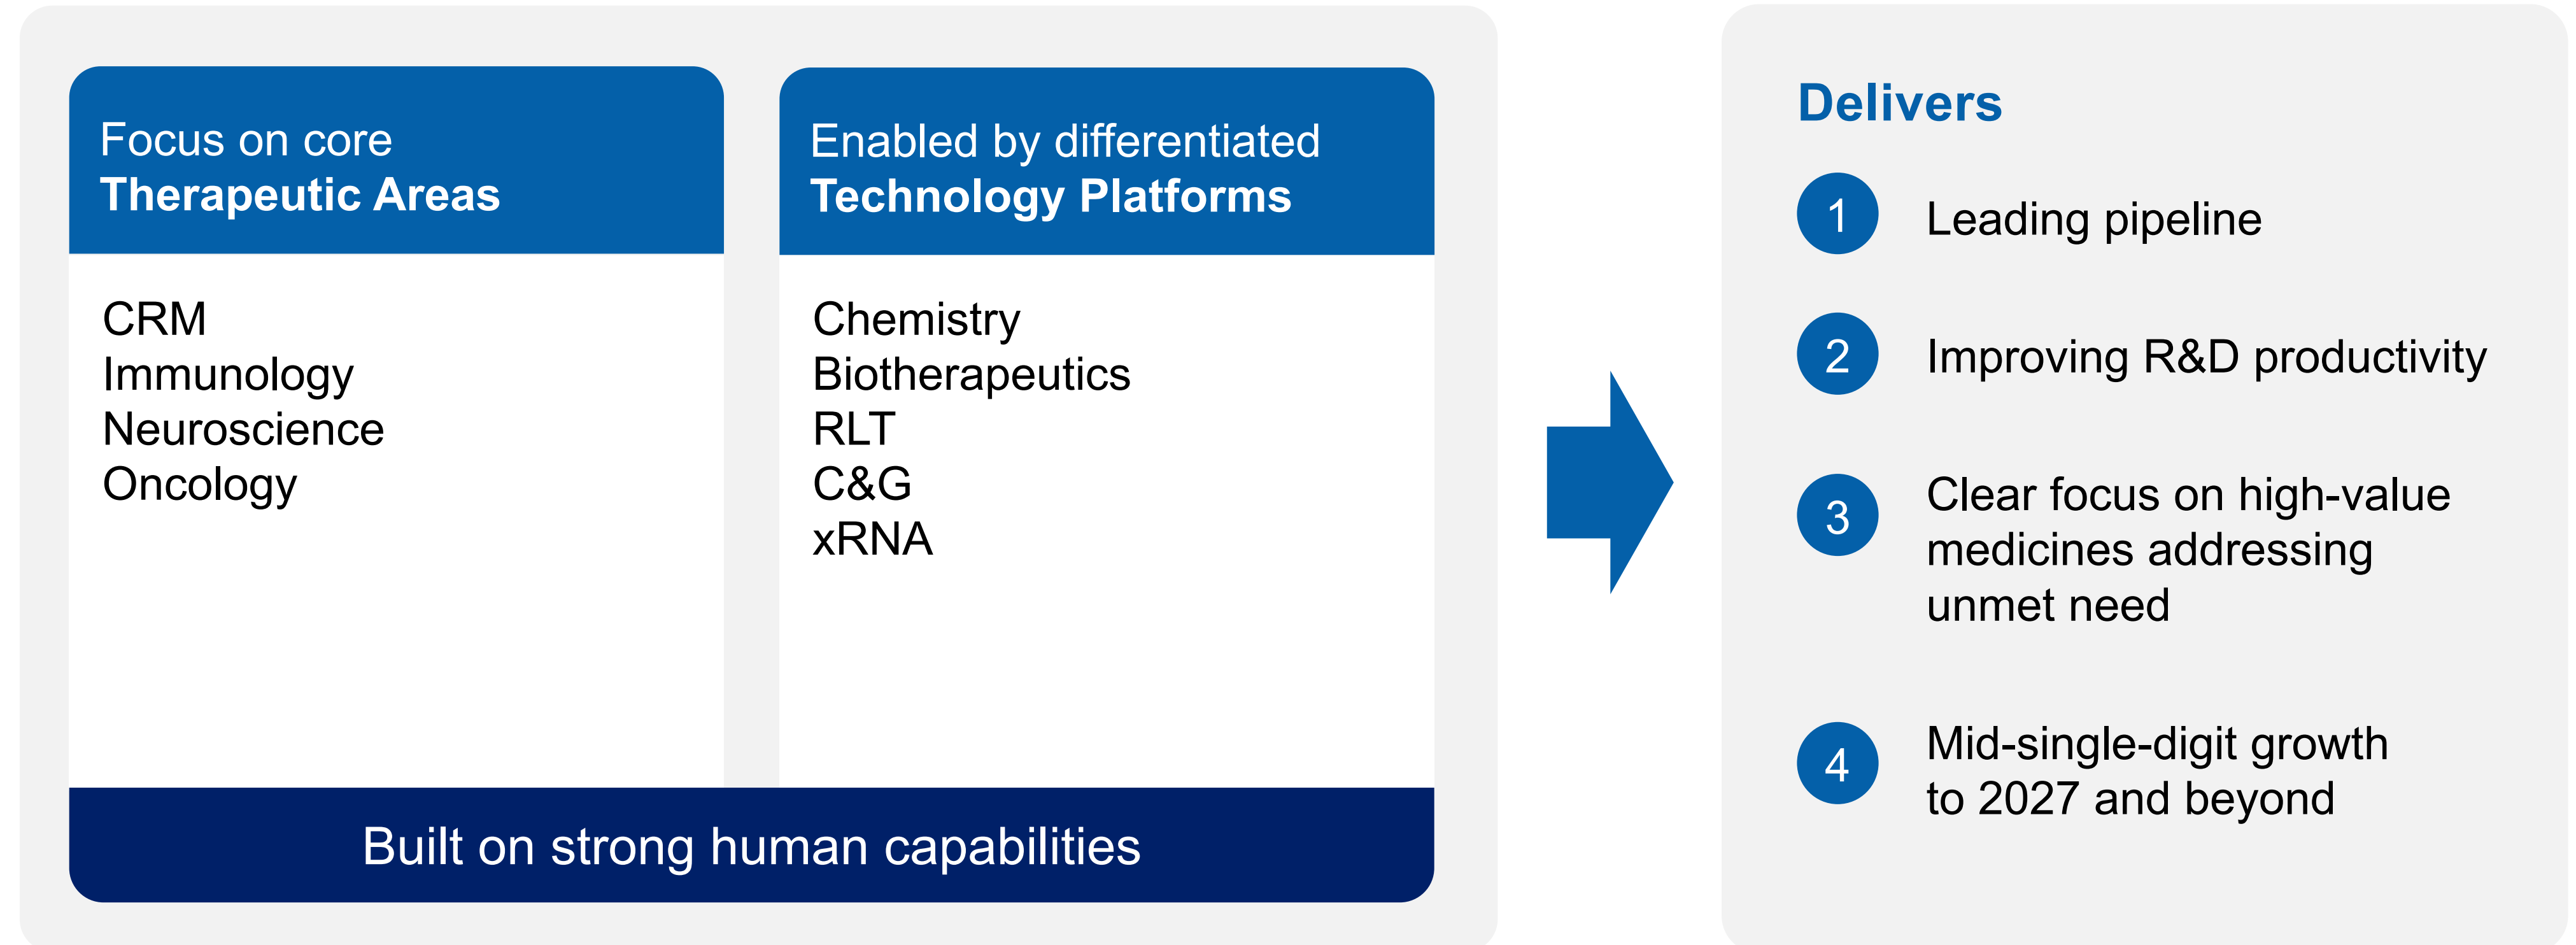 Focus on core
Therapeutic Areas
CRM
Immunology
Neuroscience
Oncology
Enabled by differentiated
Technology Platforms
Chemistry
Biotherapeutics
RLT
C&G
xRNA
Built on strong human capabilities
Delivers
1 Leading pipeline
2 Improving R&D productivity
3 Clear focus on high-value
medicines addressing
unmet need
4 Mid-single-digit growth
to 2027 and beyond